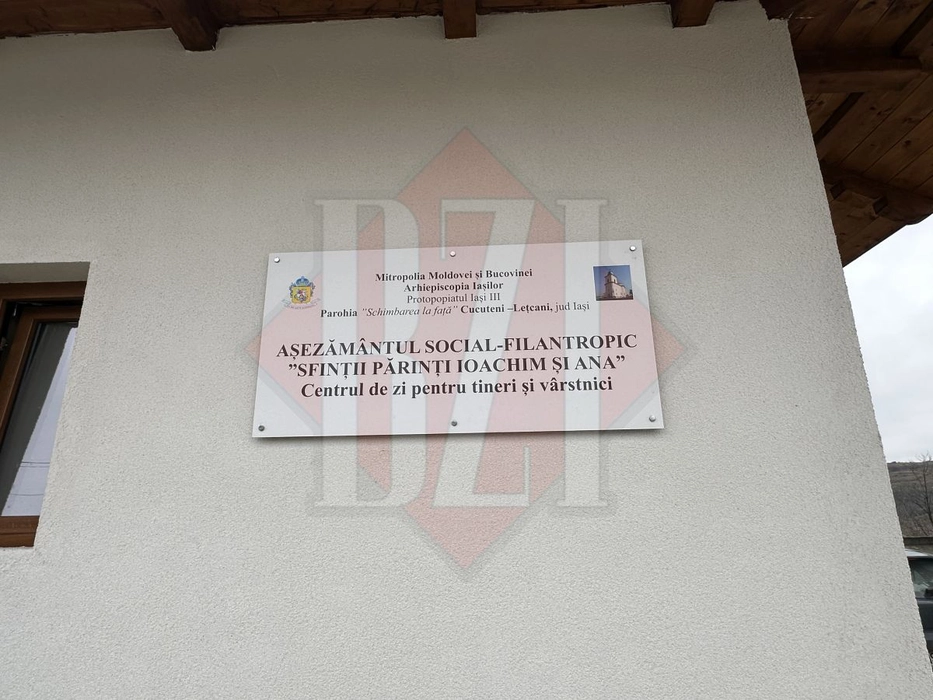 Mitropolia Moldovei și Bucovinei
Arhiepiscopia Iașilor
Protopopiatul Iași III
Parohia "Schimbarea la față" Cucuteni –Lețcani, jud Iași
AȘEZĂMÂNTUL SOCIAL-FILANTROPIC
"SFINȚII PĂRINȚI IOACHIM ȘI ANA"
Centrul de zi pentru tineri și vârstnici
BZI